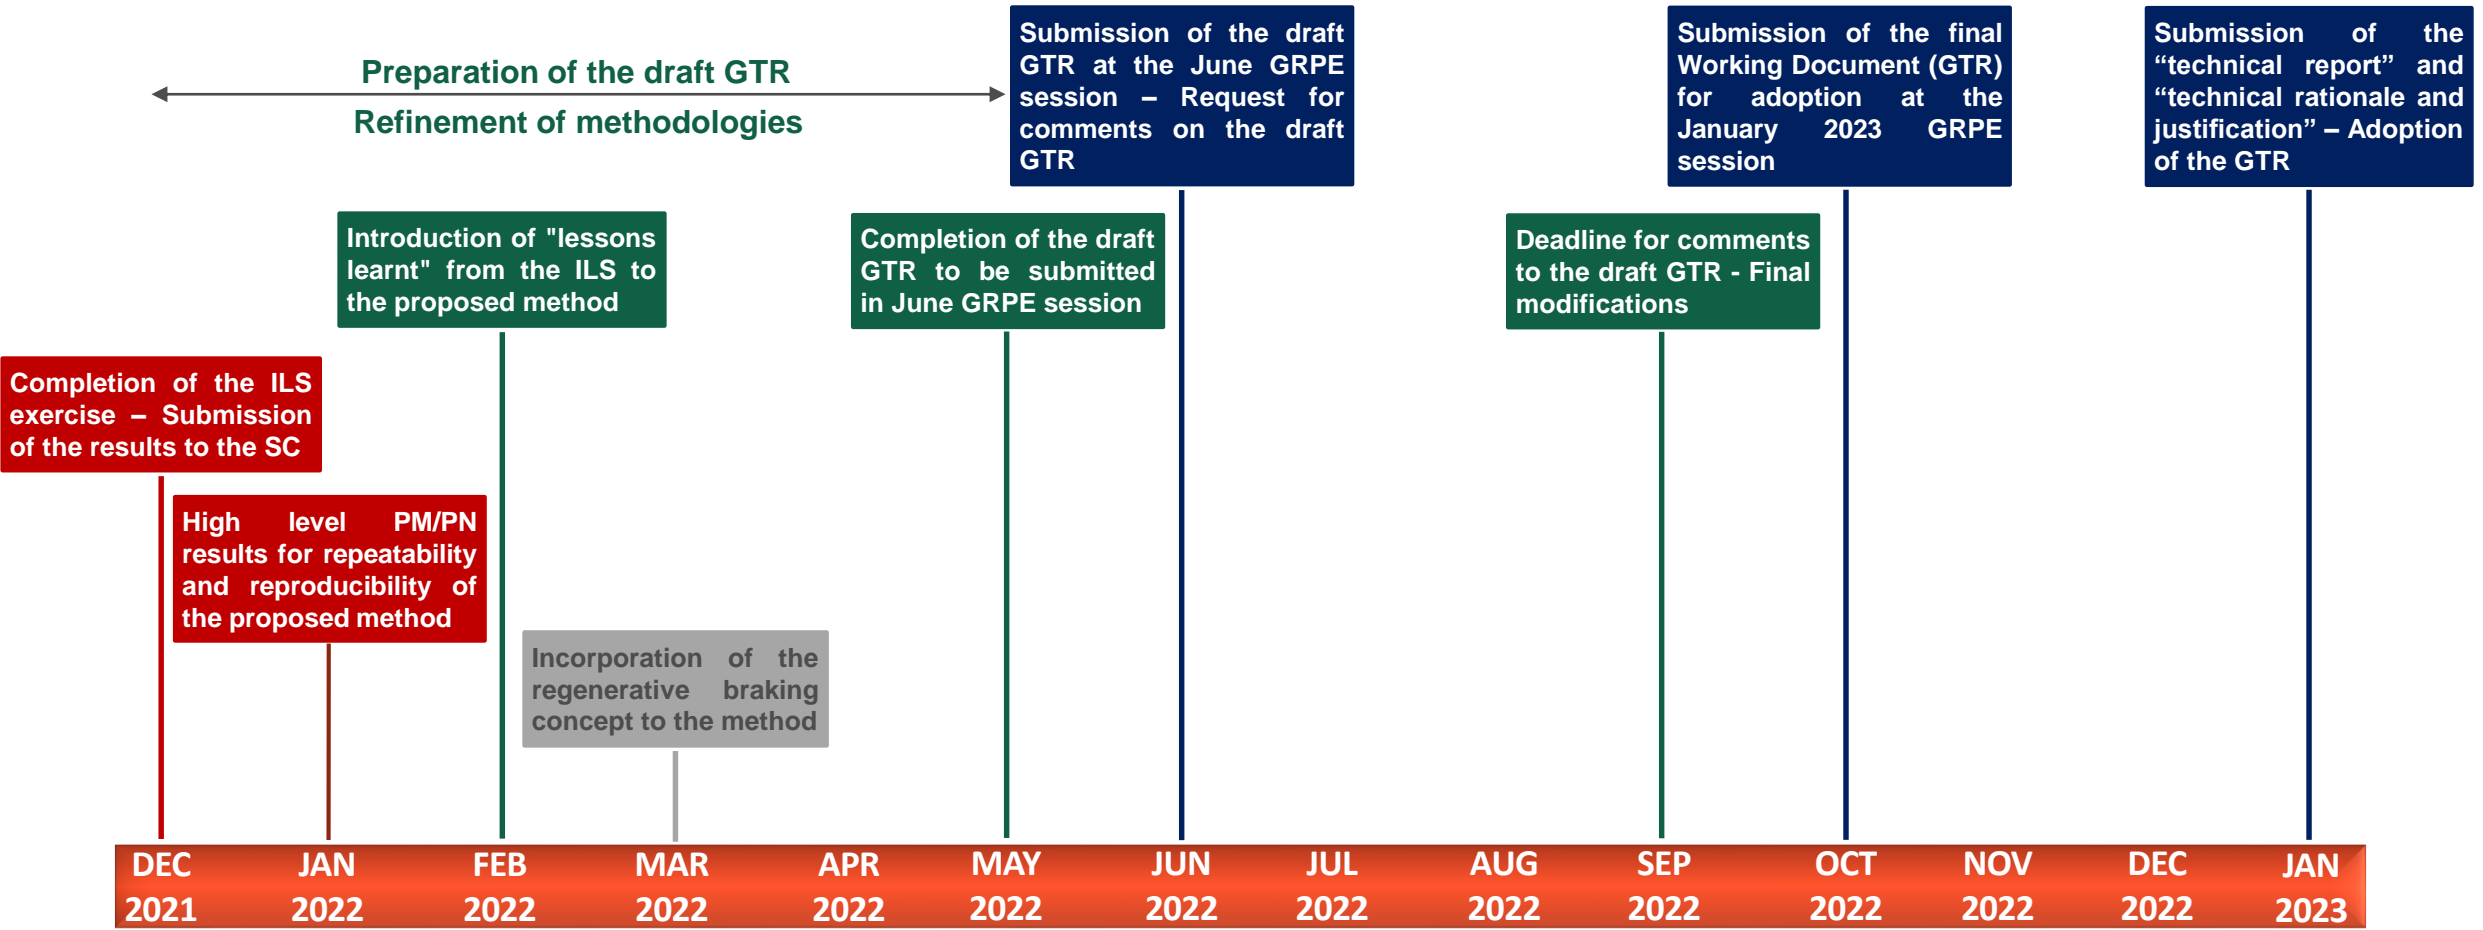 Preparation of the draft GTR
Refinement of methodologies
Submission of the draft
GTR at the June GRPE
session – Request for
comments on the draft
GTR
Submission of the final
Working Document (GTR)
for adoption at the
January 2023 GRPE
session
Submission of the
“technical report” and
“technical rationale and
justification” – Adoption
of the GTR
Introduction of "lessons
learnt" from the ILS to
the proposed method
Completion of the draft
GTR to be submitted
in June GRPE session
Deadline for comments
to the draft GTR - Final
modifications
Completion of the ILS
exercise – Submission
of the results to the SC
High level PM/PN
results for repeatability
and reproducibility of
the proposed method
Incorporation of the
regenerative braking
concept to the method
DEC JAN FEB MAR APR MAY JUN JUL AUG SEP OCT NOV DEC JAN
2021 2022 2022 2022 2022 2022 2022 2022 2022 2022 2022 2022 2022 2023